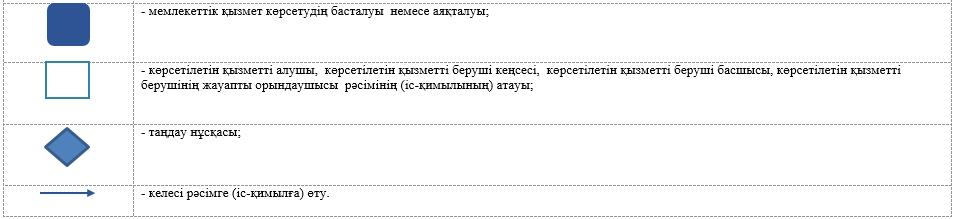 - мемлекеттік қызмет көрсетудің басталуы немесе аяқталуы;
- көрсетілетін қызметті алушы, көрсетілетін қызметті беруші кеңсесі, көрсетілетін қызметті беруші басшысы, көрсетілетін қызметті
берушінің жауапты орындаушысы рәсімінің (іс-қимылының) атауы;
- таңдау нұсқасы;
- келесі рәсімге (іс-қимылға) өту.